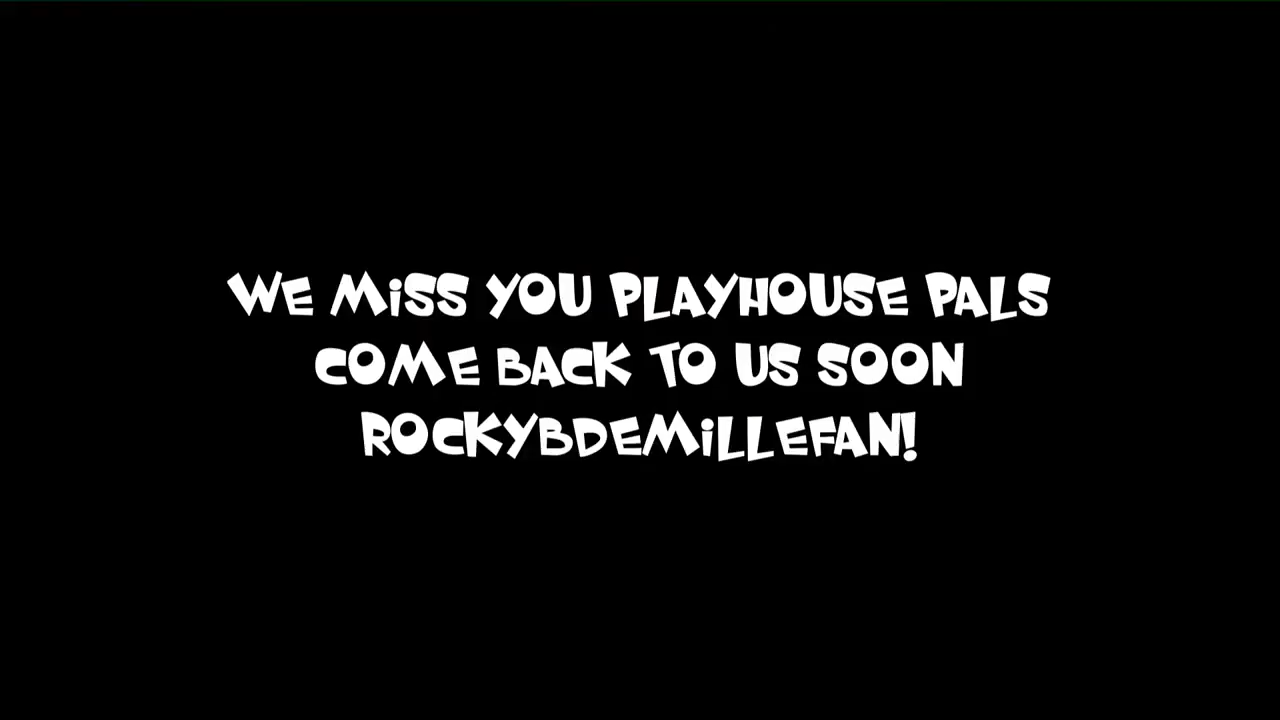 WE MiSS YOU PLAYHOUSE PALS
COME BACK TO US SOON
ROCKYBDEMiLLEFAN!